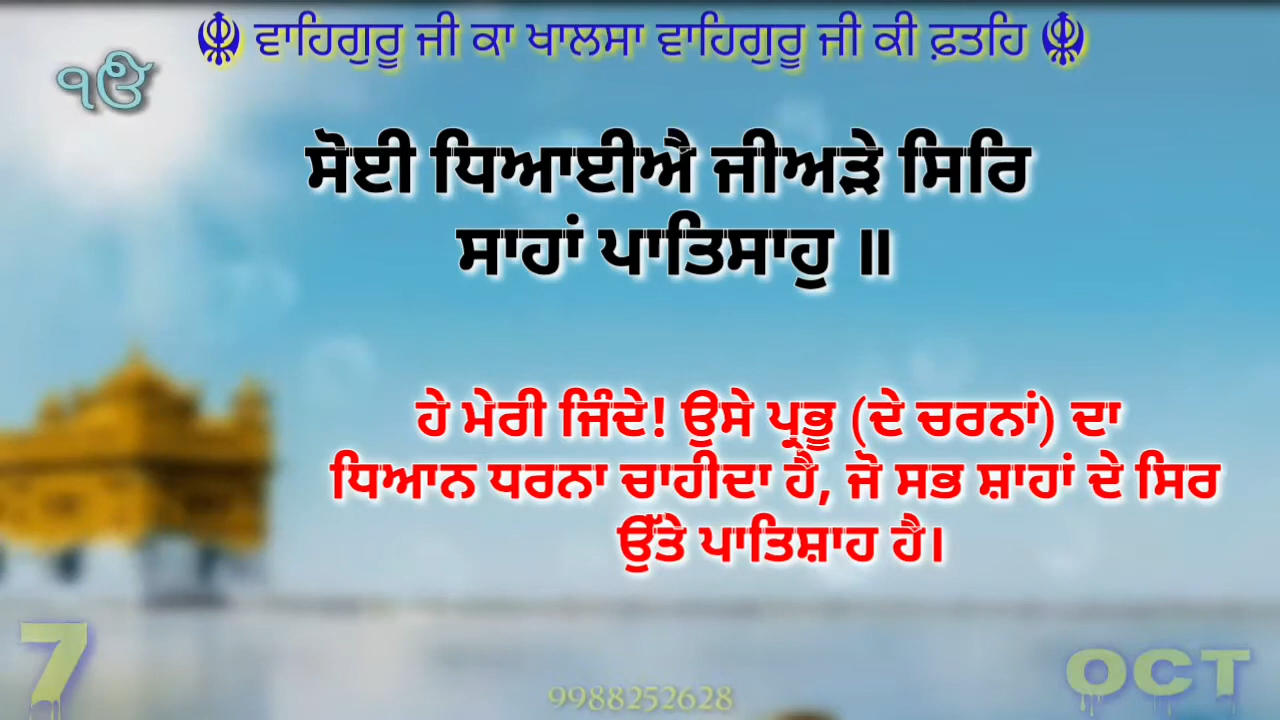 ☬ ਵਾਹਿਗੁਰੂ ਜੀ ਕਾ ਖਾਲਸਾ ਵਾਹਿਗੁਰੂ ਜੀ ਕੀ ਫ਼ਤਹਿ ☬
ੴ
ਸੋਈ ਧਿਆਈਐ ਜੀਅੜੇ ਸਿਰਿ
ਸਾਹਾਂ ਪਾਤਿਸਾਹੁ ॥
ਹੇ ਮੇਰੀ ਜਿੰਦੇ! ਉਸੇ ਪ੍ਰਭੂ (ਦੇ ਚਰਨਾਂ) ਦਾ
ਧਿਆਨ ਧਰਨਾ ਚਾਹੀਦਾ ਹੈ, ਜੋ ਸਭ ਸ਼ਾਹਾਂ ਦੇ ਸਿਰ
ਉੱਤੇ ਪਾਤਿਸ਼ਾਹ ਹੈ।
7 OCT
9988252628